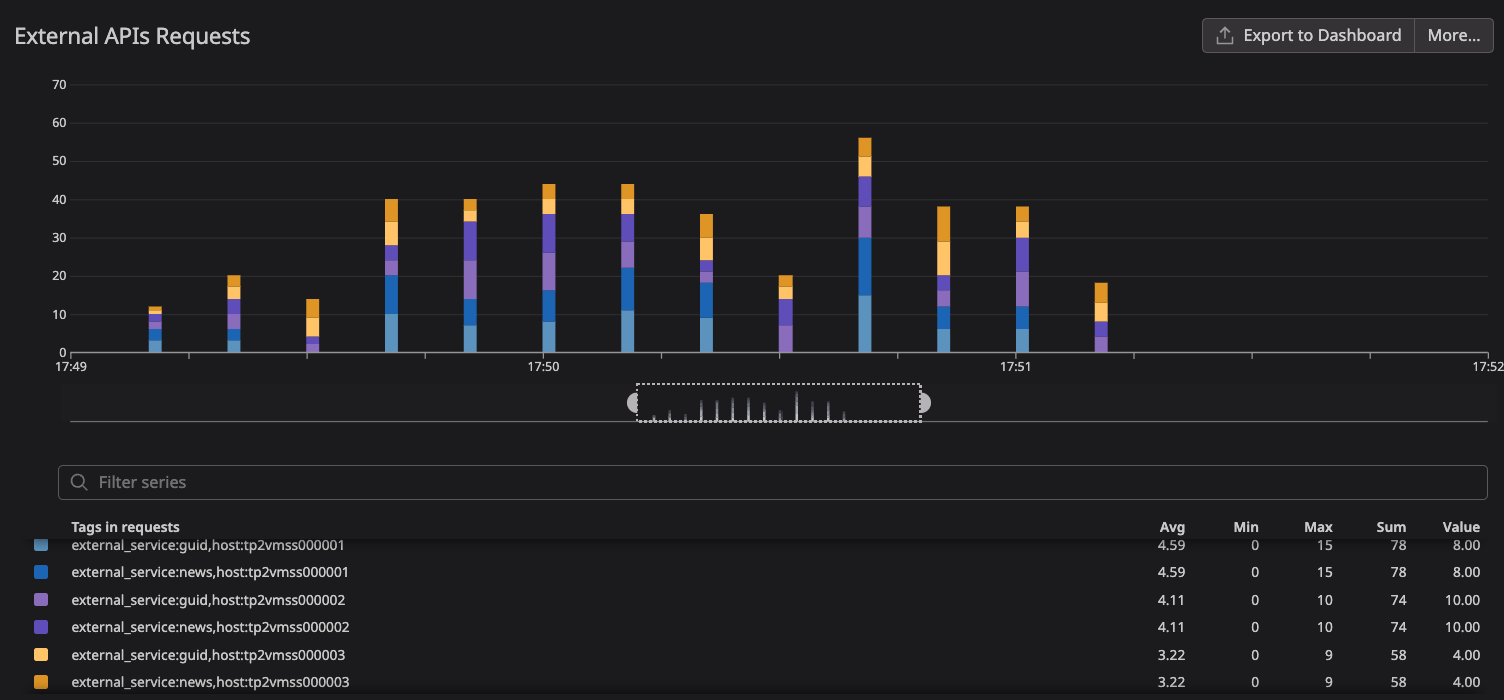 External APIs Requests
Export to Dashboard More...
70
60
50
40
30
20
10
0
17:49 17:50 17:51 17:52
Filter series
Tags in requests Avg Min Max Sum Value
external_service:guid,host:tp2vmss000001 4.59 0 15 78 8.00
external_service:news,host:tp2vmss000001 4.59 0 15 78 8.00
external_service:guid,host:tp2vmss000002 4.11 0 10 74 10.00
external_service:news,host:tp2vmss000002 4.11 0 10 74 10.00
external_service:guid,host:tp2vmss000003 3.22 0 9 58 4.00
external_service:news,host:tp2vmss000003 3.22 0 9 58 4.00